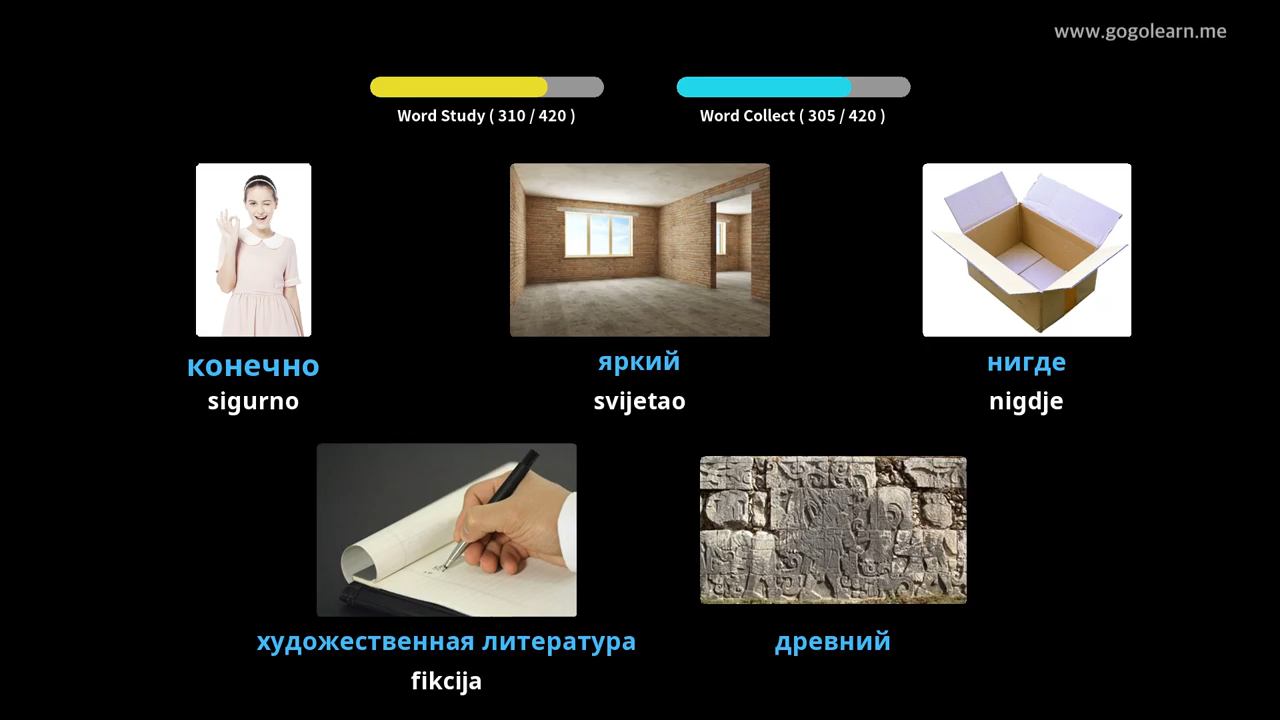 www.gogolearn.me
Word Study ( 310 / 420 )
Word Collect ( 305 / 420 )
конечно
sigurno
яркий
svijetao
нигде
nigdje
художественная литература
fikcija
древний